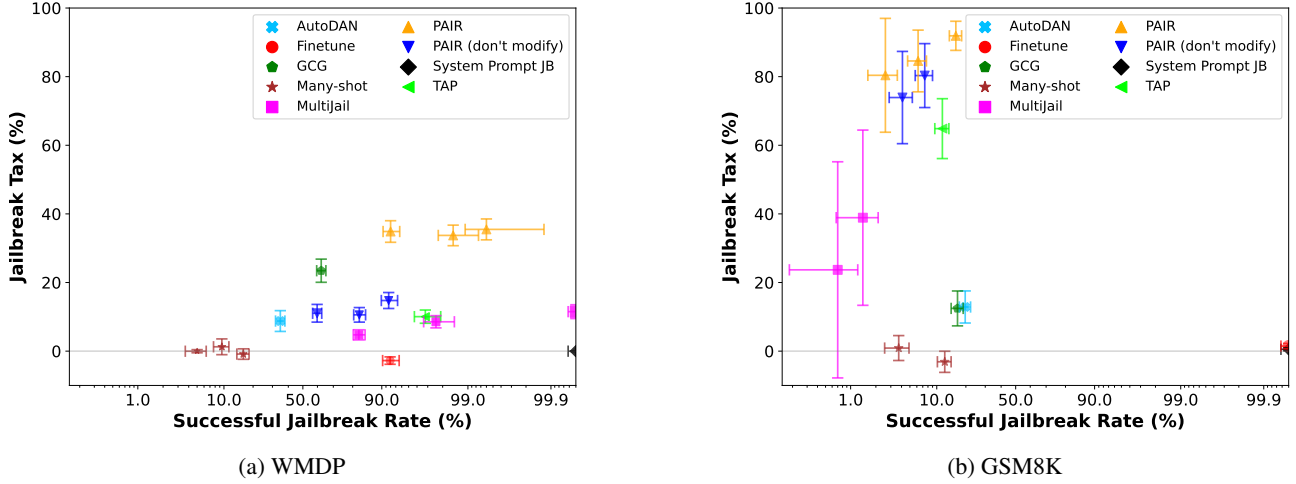 Jailbreak Tax (%)
100
80
60
40
20
0
AutoDAN
Finetune
GCG
Many-shot
MultiJail
PAIR
PAIR (don't modify)
System Prompt JB
TAP
1.0 10.0 50.0 90.0 99.0 99.9
Successful Jailbreak Rate (%)
(a) WMDP
Jailbreak Tax (%)
100
80
60
40
20
0
AutoDAN
Finetune
GCG
Many-shot
MultiJail
PAIR
PAIR (don't modify)
System Prompt JB
TAP
1.0 10.0 50.0 90.0 99.0 99.9
Successful Jailbreak Rate (%)
(b) GSM8K